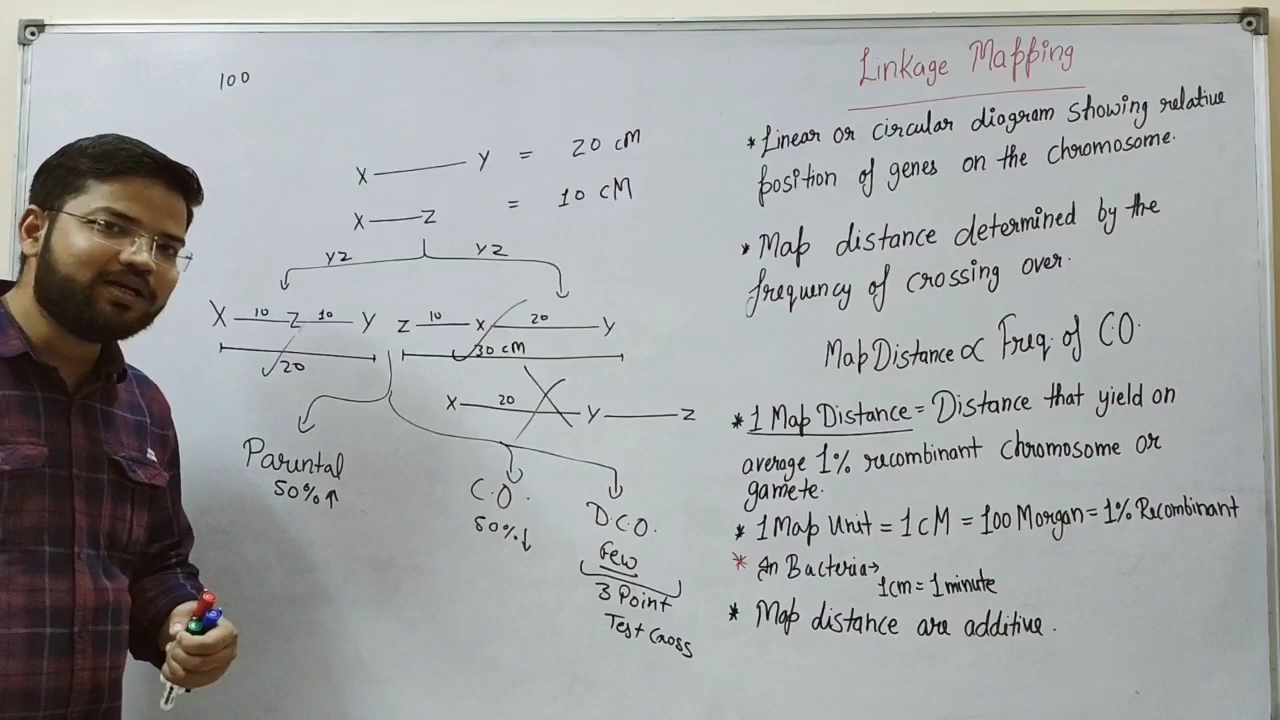 100
X — Y = 20 cM
X — Z = 10 cM
YZ YZ
X 10 Z 10 Y
20
Z 10 X 20 Y
30 cM
X 20 Y — Z
Parental
50% ↑
C.O.
50% ↓
D.C.O.
Few
3 Point
Test Cross
Linkage Mapping
* Linear or circular diagram showing relative
position of genes on the chromosome.
* Map distance determined by the
frequency of crossing over.
Map Distance ∝ Freq. of CO.
* 1 Map Distance = Distance that yield on
average 1% recombinant chromosome or
gamete.
* 1 Map Unit = 1 cM = 100 Morgan = 1% Recombinant
* In Bacteria →
1cm = 1 minute
* Map distance are additive.